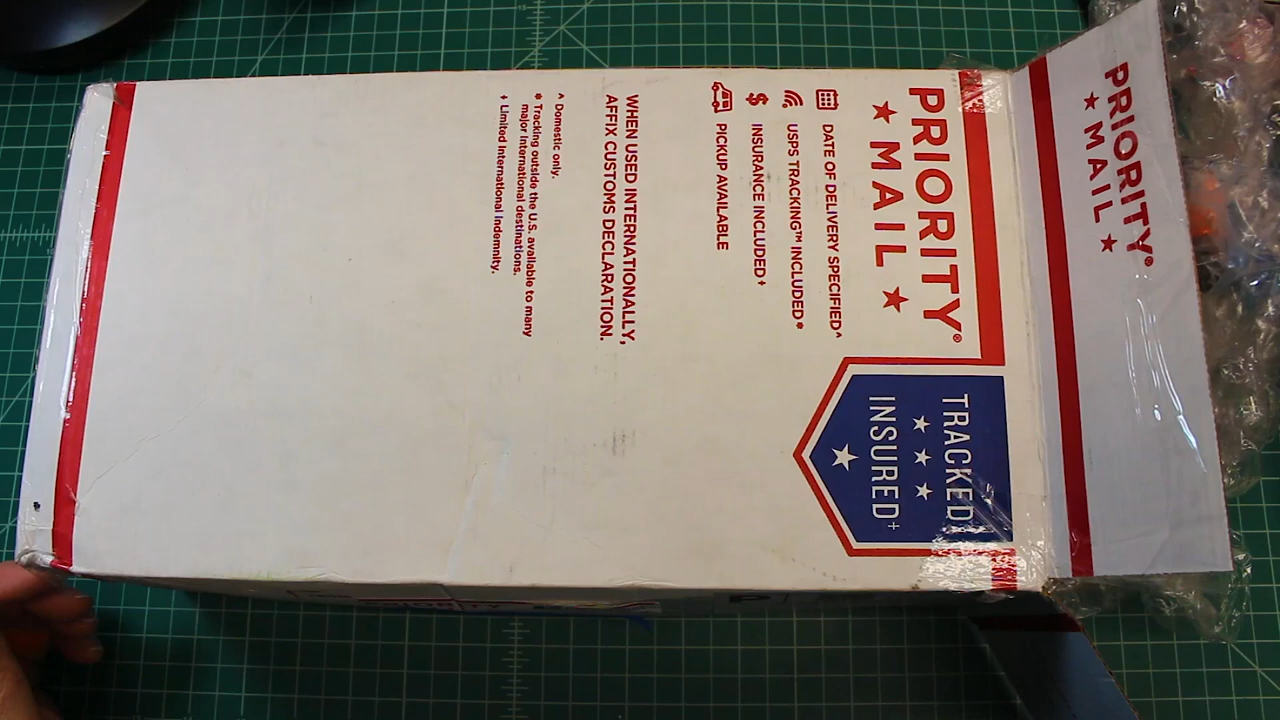 PRIORITY®
★ MAIL ★
DATE OF DELIVERY SPECIFIED^
USPS TRACKING™ INCLUDED*
$ INSURANCE INCLUDED+
PICKUP AVAILABLE
WHEN USED INTERNATIONALLY,
AFFIX CUSTOMS DECLARATION.
^ Domestic only.
* Tracking outside the U.S. available to many
major international destinations.
+ Limited international indemnity.
TRACKED
★ ★ ★
INSURED+
★
PRIORITY®
★ MAIL ★
PRIORITY